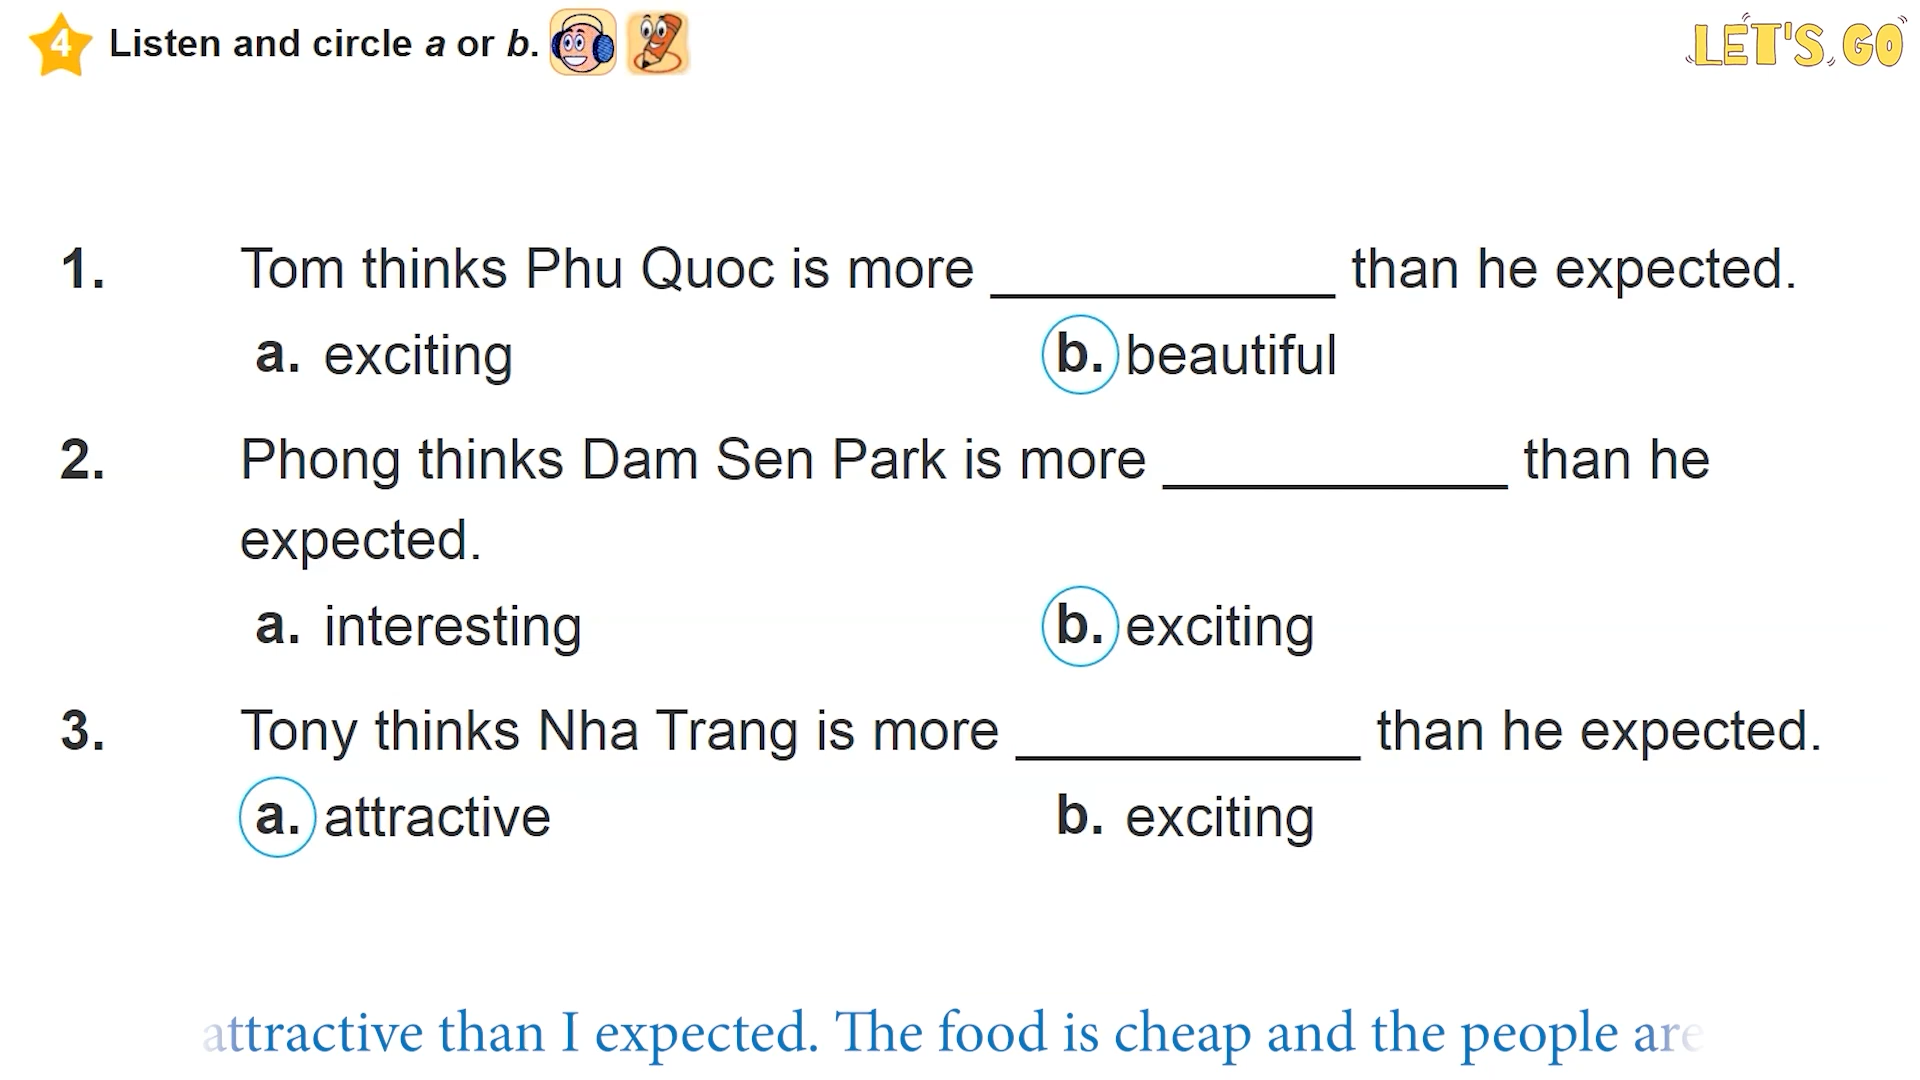 4 Listen and circle a or b.
LET'S GO
1. Tom thinks Phu Quoc is more ____________ than he expected.
a. exciting b. beautiful
2. Phong thinks Dam Sen Park is more ____________ than he
expected.
a. interesting b. exciting
3. Tony thinks Nha Trang is more ____________ than he expected.
a. attractive b. exciting
attractive than I expected. The food is cheap and the people are